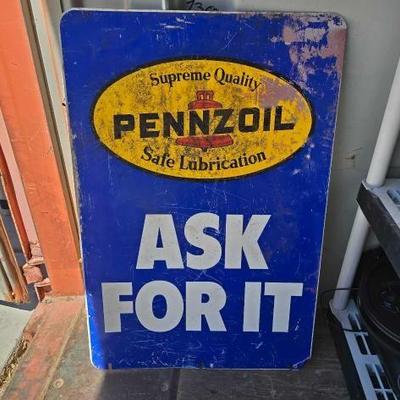 Supreme Quality
PENNZOIL
Safe Lubrication
ASK
FOR IT